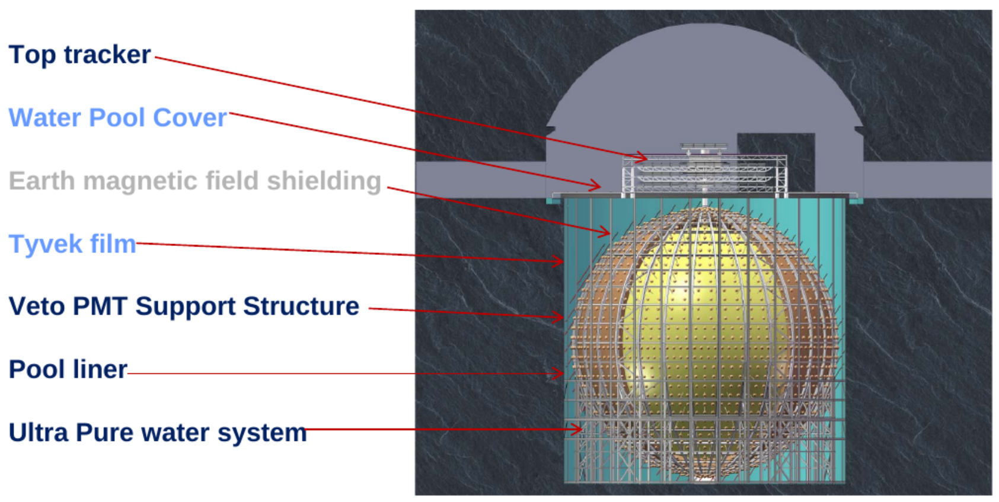 Top tracker
Water Pool Cover
Earth magnetic field shielding
Tyvek film
Veto PMT Support Structure
Pool liner
Ultra Pure water system